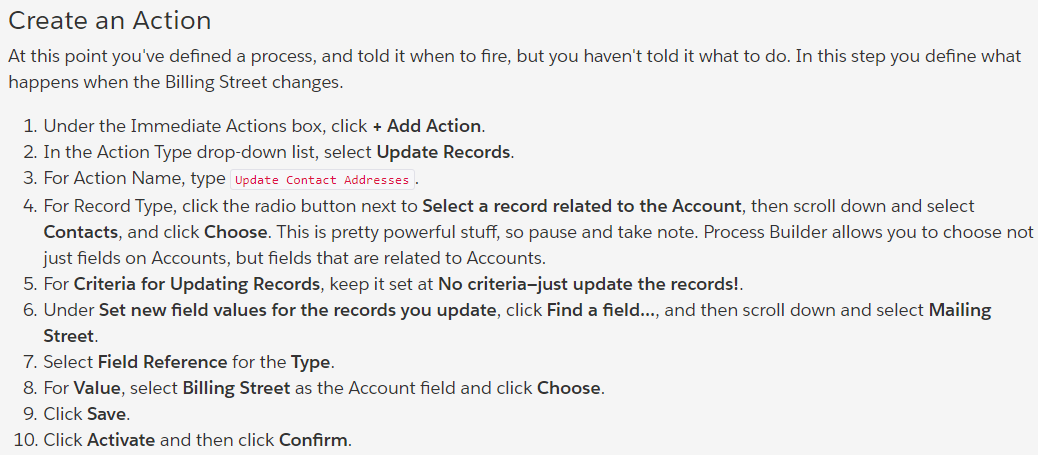 Create an Action
At this point you've defined a process, and told it when to fire, but you haven't told it what to do. In this step you define what
happens when the Billing Street changes.
1. Under the Immediate Actions box, click + Add Action.
2. In the Action Type drop-down list, select Update Records.
3. For Action Name, type Update Contact Addresses.
4. For Record Type, click the radio button next to Select a record related to the Account, then scroll down and select
Contacts, and click Choose. This is pretty powerful stuff, so pause and take note. Process Builder allows you to choose not
just fields on Accounts, but fields that are related to Accounts.
5. For Criteria for Updating Records, keep it set at No criteria—just update the records!.
6. Under Set new field values for the records you update, click Find a field..., and then scroll down and select Mailing
Street.
7. Select Field Reference for the Type.
8. For Value, select Billing Street as the Account field and click Choose.
9. Click Save.
10. Click Activate and then click Confirm.